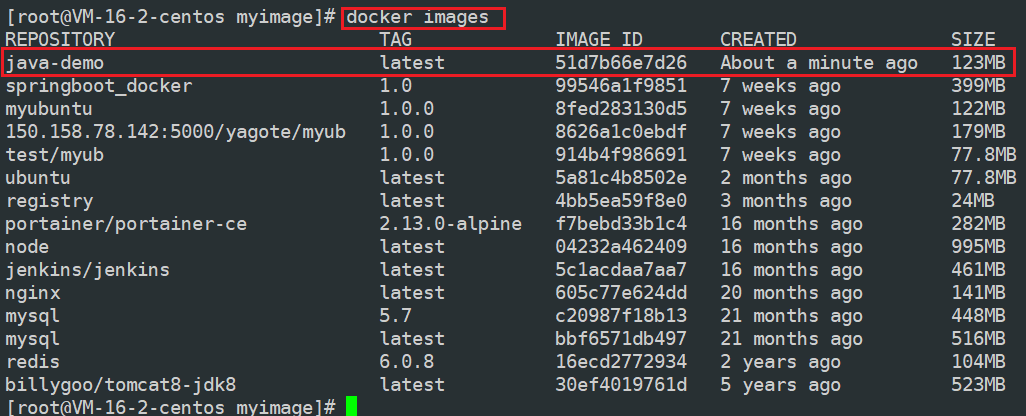 [root@VM-16-2-centos myimage]# docker images
REPOSITORY TAG IMAGE ID CREATED SIZE
java-demo latest 51d7b66e7d26 About a minute ago 123MB
springboot_docker 1.0 99546a1f9851 7 weeks ago 399MB
myubuntu 1.0.0 8fed283130d5 7 weeks ago 122MB
150.158.78.142:5000/yagote/myub 1.0.0 8626a1c0ebdf 7 weeks ago 179MB
test/myub 1.0.0 914b4f986691 7 weeks ago 77.8MB
ubuntu latest 5a81c4b8502e 2 months ago 77.8MB
registry latest 4bb5ea59f8e0 3 months ago 24MB
portainer/portainer-ce 2.13.0-alpine f7bebd33b1c4 16 months ago 282MB
node latest 04232a462409 16 months ago 995MB
jenkins/jenkins latest 5c1acdaa7aa7 16 months ago 461MB
nginx latest 605c77e624dd 20 months ago 141MB
mysql 5.7 c20987f18b13 21 months ago 448MB
mysql latest bbf6571db497 21 months ago 516MB
redis 6.0.8 16ecd2772934 2 years ago 104MB
billygoo/tomcat8-jdk8 latest 30ef4019761d 5 years ago 523MB
[root@VM-16-2-centos myimage]#